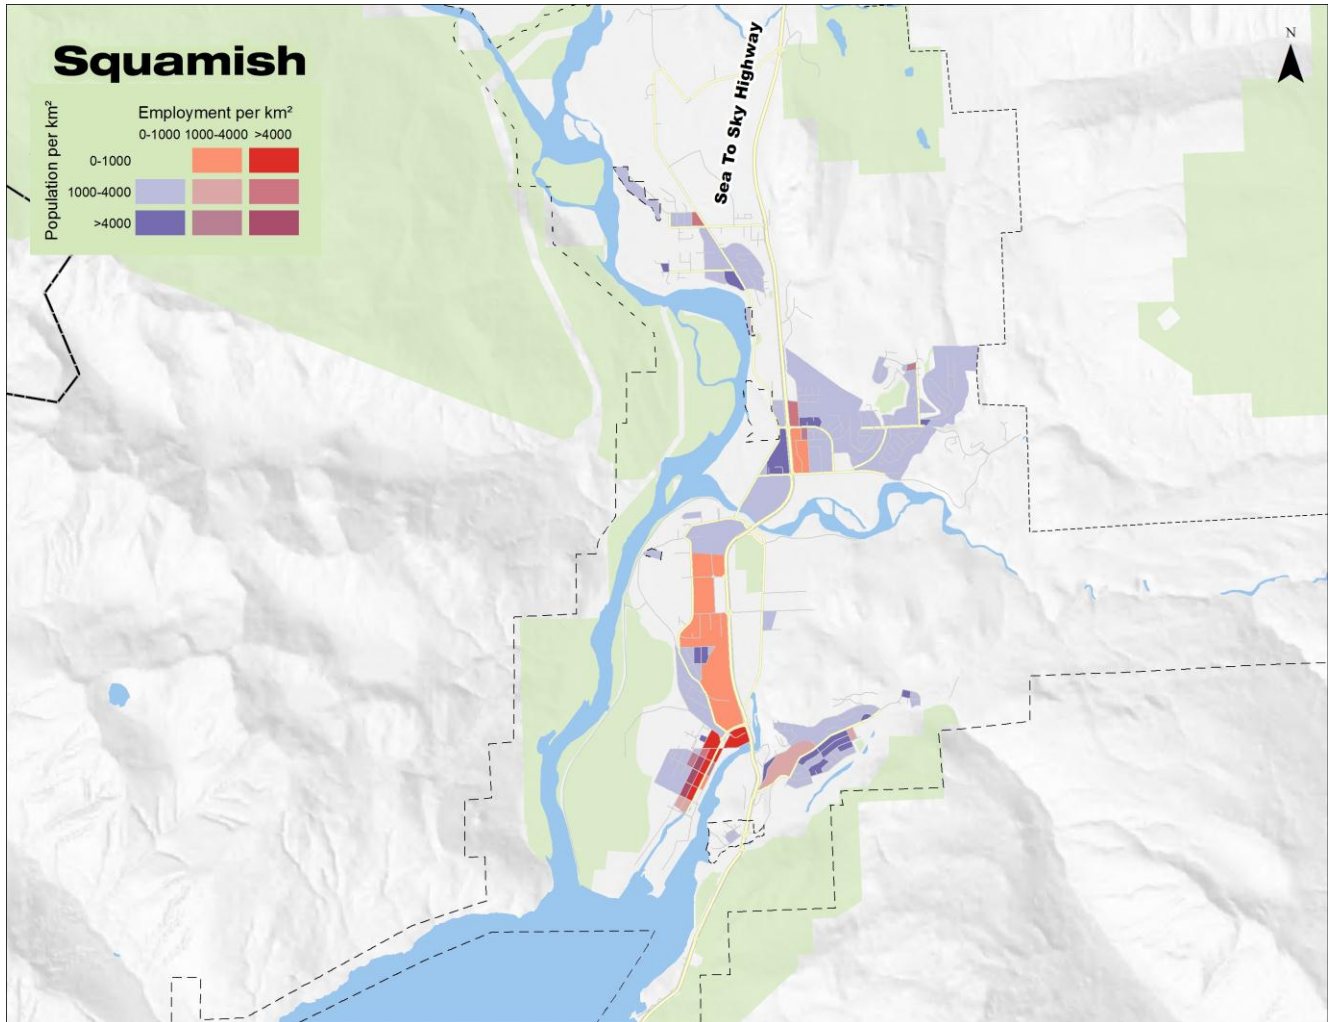 Squamish
Employment per km²
0-1000 1000-4000 >4000
Population per km²
0-1000
1000-4000
>4000
Sea To Sky Highway
N